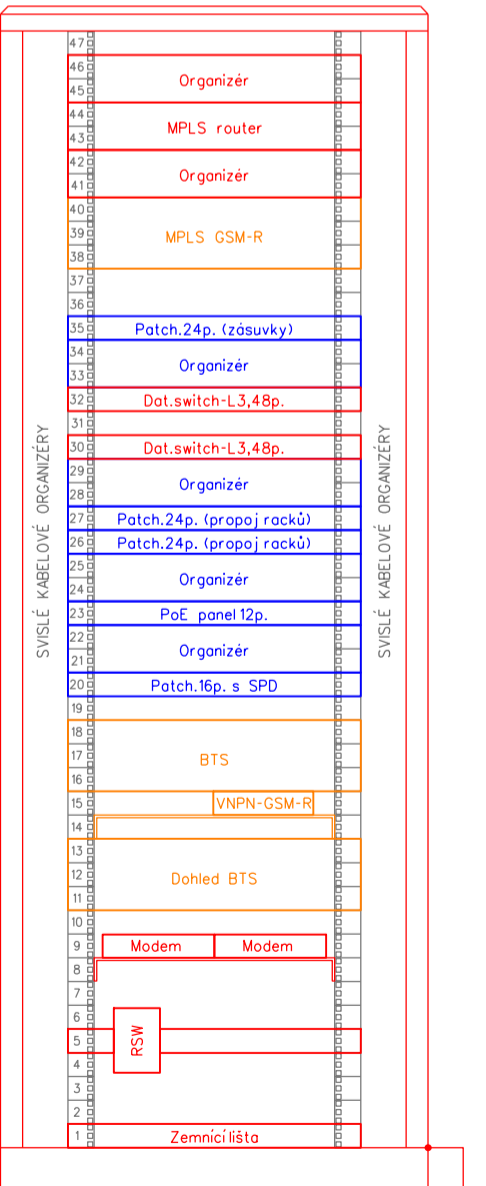 47
46
Organizér
45
44
MPLS router
43
42
Organizér
41
40
39
MPLS GSM-R
38
37
36
35
Patch.24p. (zásuvky)
34
Organizér
33
32
Dat.switch-L3,48p.
31
30
Dat.switch-L3,48p.
29
Organizér
28
27
Patch.24p. (propoj racků)
26
Patch.24p. (propoj racků)
25
Organizér
24
23
PoE panel 12p.
22
Organizér
21
20
Patch.16p. s SPD
19
18
17
BTS
16
15
VNPN-GSM-R
14
13
12
Dohled BTS
11
10
9
Modem
Modem
8
7
6
5
RSW
4
3
2
1
Zemnící lišta
SVISLÉ KABELOVÉ ORGANIZÉRY
SVISLÉ KABELOVÉ ORGANIZÉRY